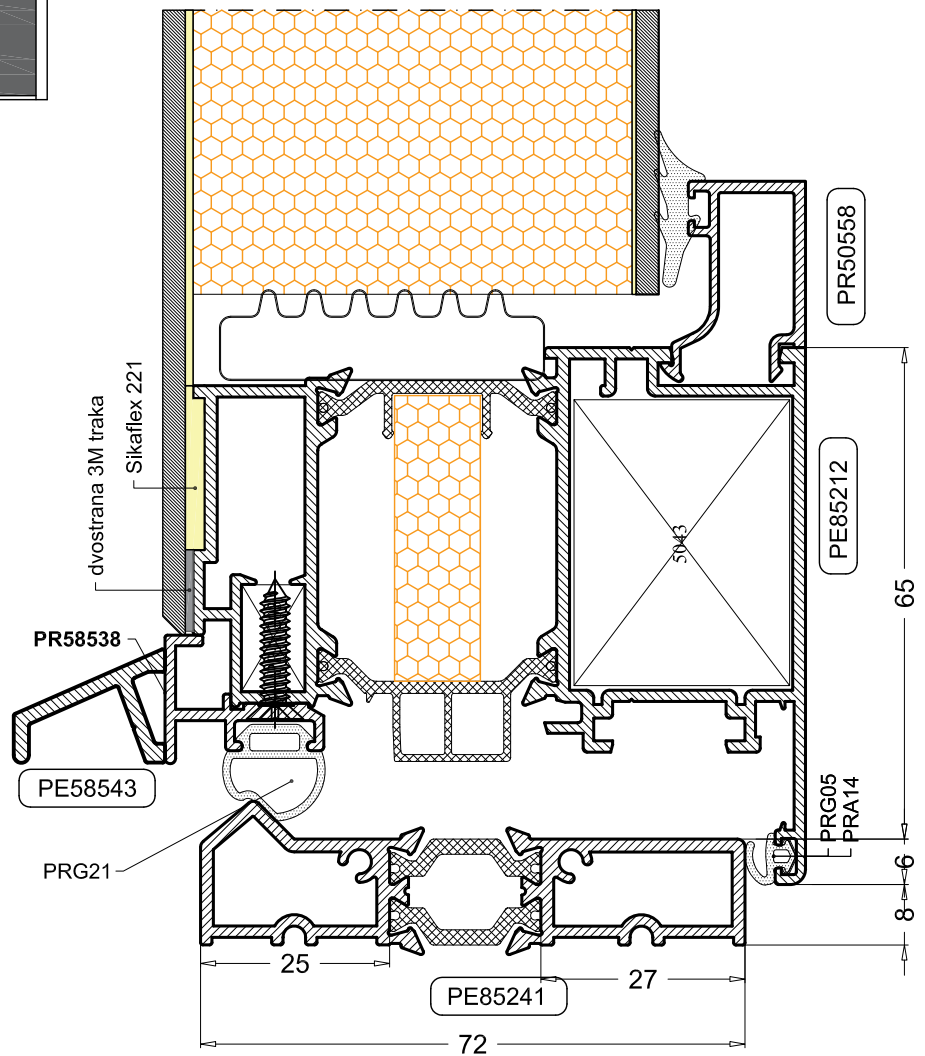 PR50558
Sikaflex 221
dvostrana 3M traka
PE85212
5043
65
PR58538
PE58543
PRG05
PRA14
PRG21
6
8
25
27
PE85241
72